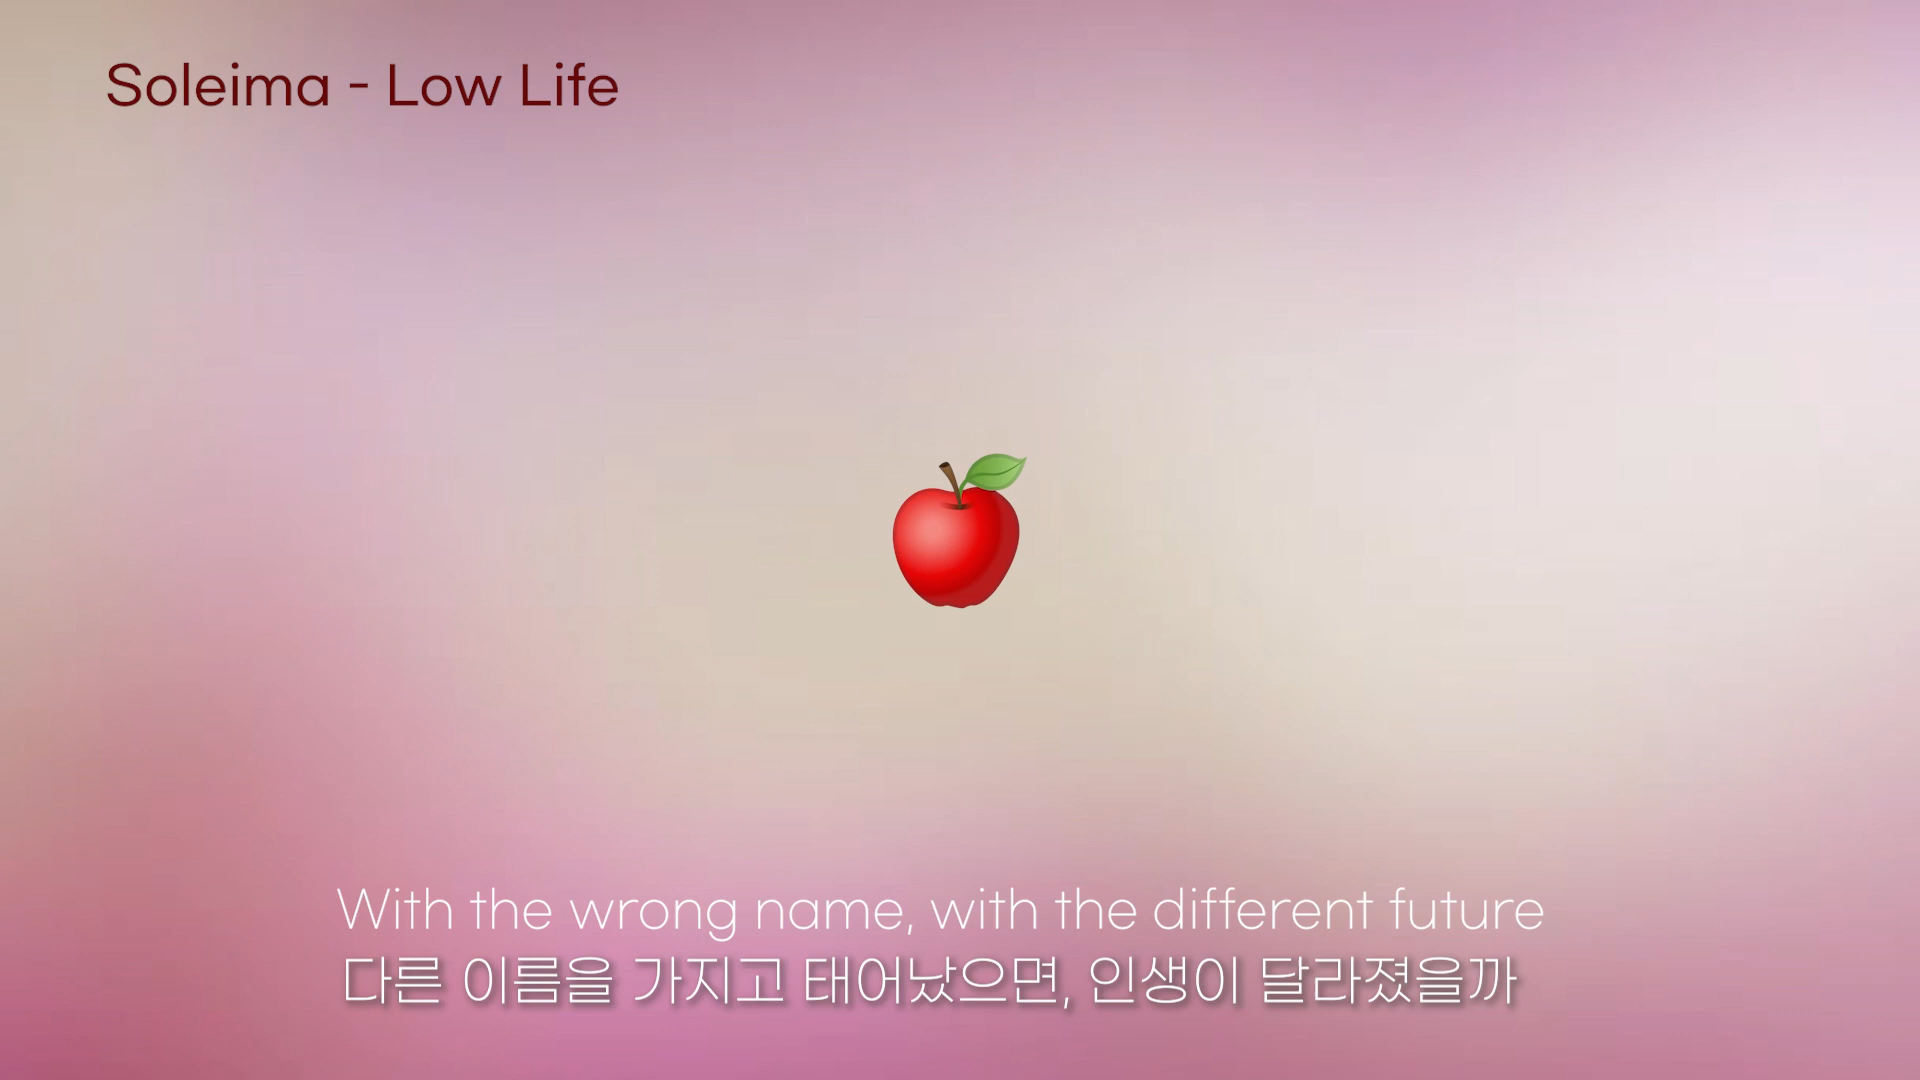 Soleima - Low Life
With the wrong name, with the different future
다른 이름을 가지고 태어났으면, 인생이 달라졌을까